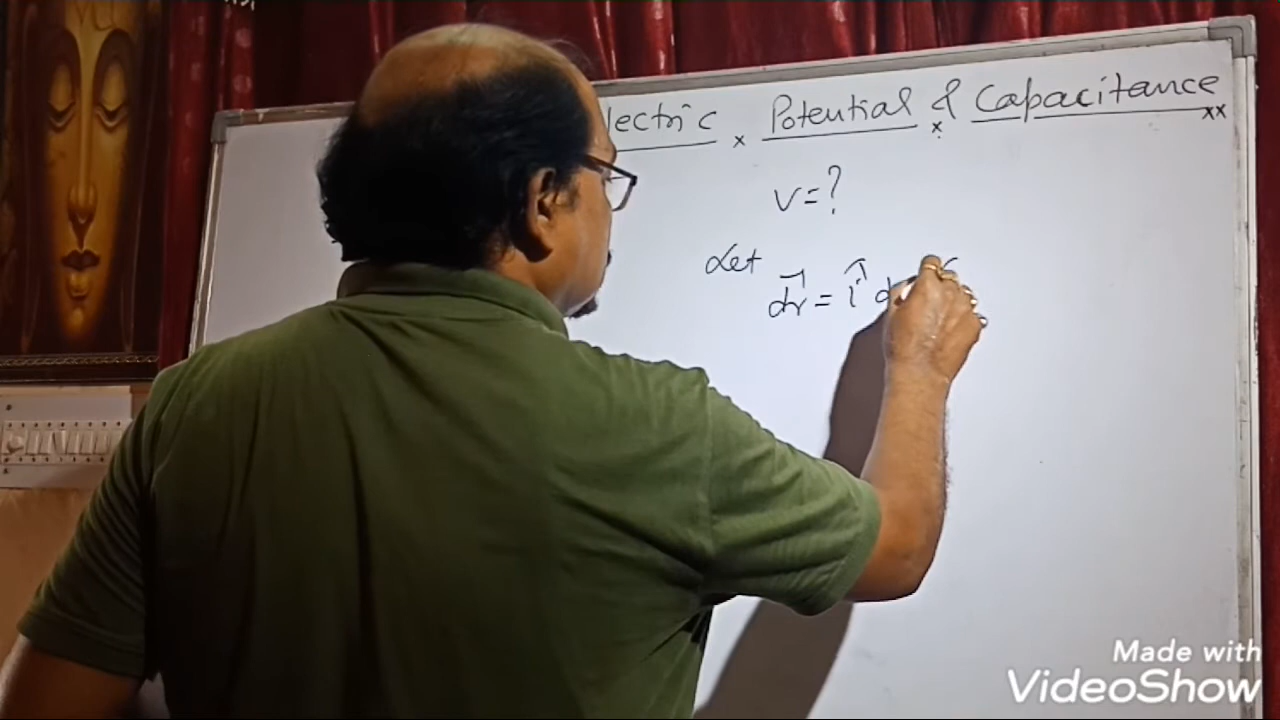 lectric Potential & Capacitance
V=?
Let
dr = î
Made with
VideoShow